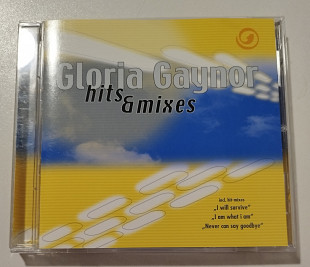 Gloria Gaynor
hits
& mixes
incl. hit mixes
„I will survive"
„I am what i am"
„Never can say goodbye"